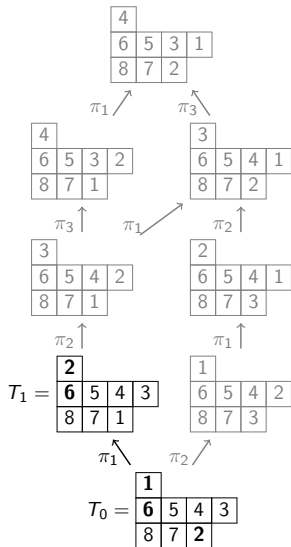 4
6 5 3 1
8 7 2
π₁ π₃
4 3
6 5 3 2 6 5 4 1
8 7 1 8 7 2
π₃ π₁ π₂
3 2
6 5 4 2 6 5 4 1
8 7 1 8 7 3
π₂ π₁
2 1
T₁ = 6 5 4 3 6 5 4 2
8 7 1 8 7 3
π₁ π₂
1
T₀ = 6 5 4 3
8 7 2